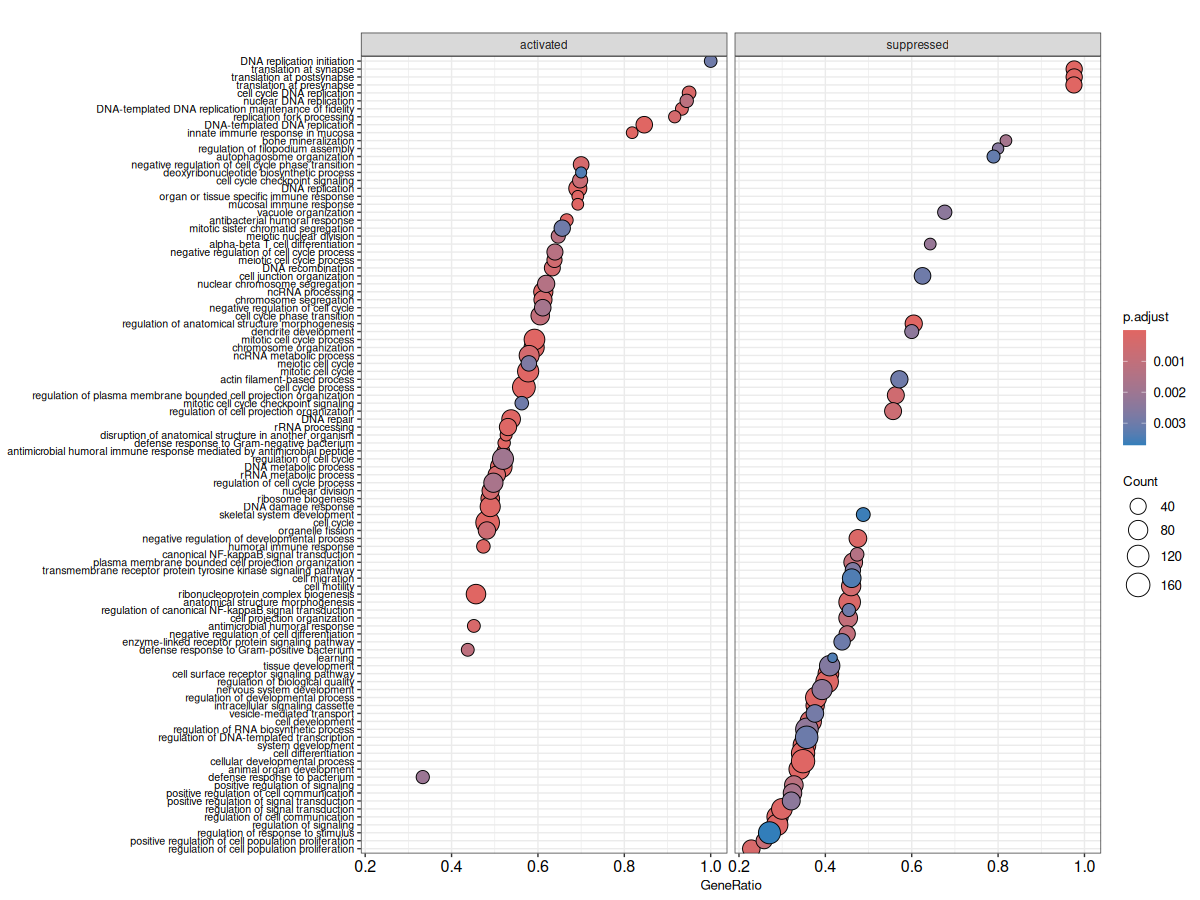 activated
suppressed
DNA replication initiation
translation at synapse
translation at postsynapse
translation at presynapse
cell cycle DNA replication
nuclear DNA replication
DNA-templated DNA replication maintenance of fidelity
replication fork processing
DNA-templated DNA replication
innate immune response in mucosa
bone mineralization
regulation of filopodium assembly
autophagosome organization
negative regulation of cell cycle phase transition
deoxyribonucleotide biosynthetic process
cell cycle checkpoint signaling
DNA replication
organ or tissue specific immune response
mucosal immune response
vacuole organization
antibacterial humoral response
mitotic sister chromatid segregation
meiotic nuclear division
alpha-beta T cell differentiation
negative regulation of cell cycle process
meiotic cell cycle process
DNA recombination
cell junction organization
nuclear chromosome segregation
ncRNA processing
chromosome segregation
negative regulation of cell cycle
cell cycle phase transition
regulation of anatomical structure morphogenesis
dendrite development
mitotic cell cycle process
chromosome organization
ncRNA metabolic process
meiotic cell cycle
mitotic cell cycle
actin filament-based process
cell cycle process
regulation of plasma membrane bounded cell projection organization
mitotic cell cycle checkpoint signaling
regulation of cell projection organization
DNA repair
rRNA processing
disruption of anatomical structure in another organism
defense response to Gram-negative bacterium
antimicrobial humoral immune response mediated by antimicrobial peptide
regulation of cell cycle
DNA metabolic process
rRNA metabolic process
regulation of cell cycle process
nuclear division
ribosome biogenesis
DNA damage response
skeletal system development
cell cycle
organelle fission
negative regulation of developmental process
humoral immune response
canonical NF-kappaB signal transduction
plasma membrane bounded cell projection organization
transmembrane receptor protein tyrosine kinase signaling pathway
cell migration
cell motility
ribonucleoprotein complex biogenesis
anatomical structure morphogenesis
regulation of canonical NF-kappaB signal transduction
cell projection organization
antimicrobial humoral response
negative regulation of cell differentiation
enzyme-linked receptor protein signaling pathway
defense response to Gram-positive bacterium
learning
tissue development
cell surface receptor signaling pathway
regulation of biological quality
nervous system development
regulation of developmental process
intracellular signaling cassette
vesicle-mediated transport
cell development
regulation of RNA biosynthetic process
regulation of DNA-templated transcription
system development
cell differentiation
cellular developmental process
animal organ development
defense response to bacterium
positive regulation of signaling
positive regulation of cell communication
positive regulation of signal transduction
regulation of signal transduction
regulation of cell communication
regulation of signaling
regulation of response to stimulus
positive regulation of cell population proliferation
regulation of cell population proliferation
0.2 0.4 0.6 0.8 1.0
0.2 0.4 0.6 0.8 1.0
GeneRatio
p.adjust
0.001
0.002
0.003
Count
40
80
120
160